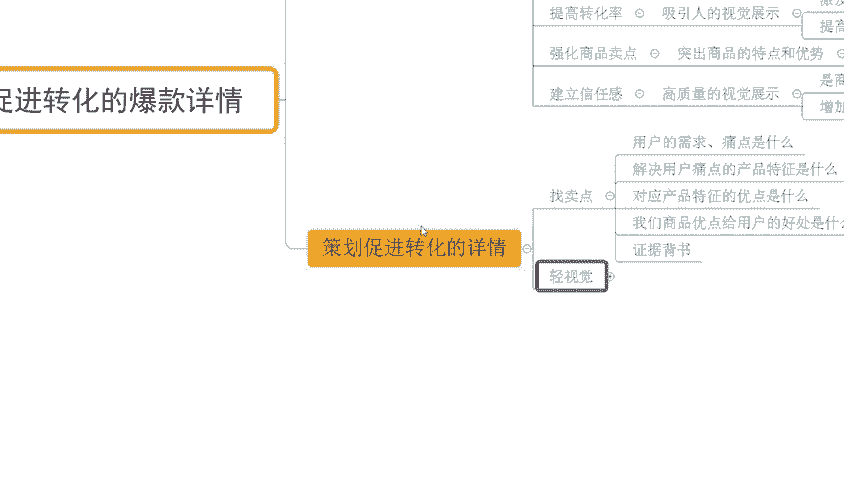 提高转化率 吸引人的视觉展示
提高
强化商品卖点 突出商品的特点和优势
促进转化的爆款详情
建立信任感 高质量的视觉展示
是商
增加
用户的需求、痛点是什么
解决用户痛点的产品特征是什么
找卖点 对应产品特征的优点是什么
我们商品优点给用户的好处是什么
证据背书
策划促进转化的详情
轻视觉